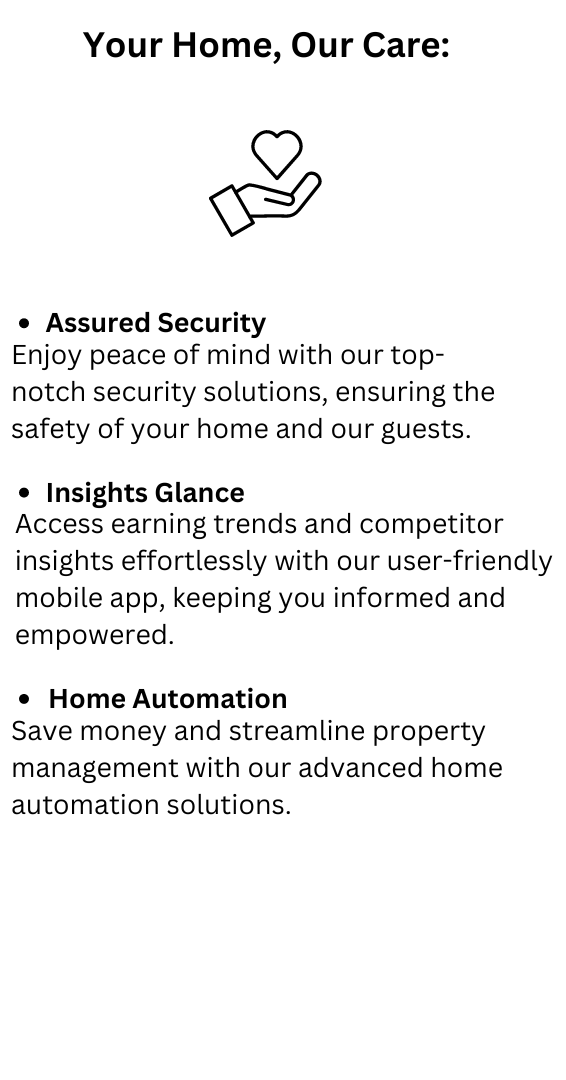 Your Home, Our Care:
• Assured Security
Enjoy peace of mind with our top-
notch security solutions, ensuring the
safety of your home and our guests.
• Insights Glance
Access earning trends and competitor
insights effortlessly with our user-friendly
mobile app, keeping you informed and
empowered.
• Home Automation
Save money and streamline property
management with our advanced home
automation solutions.